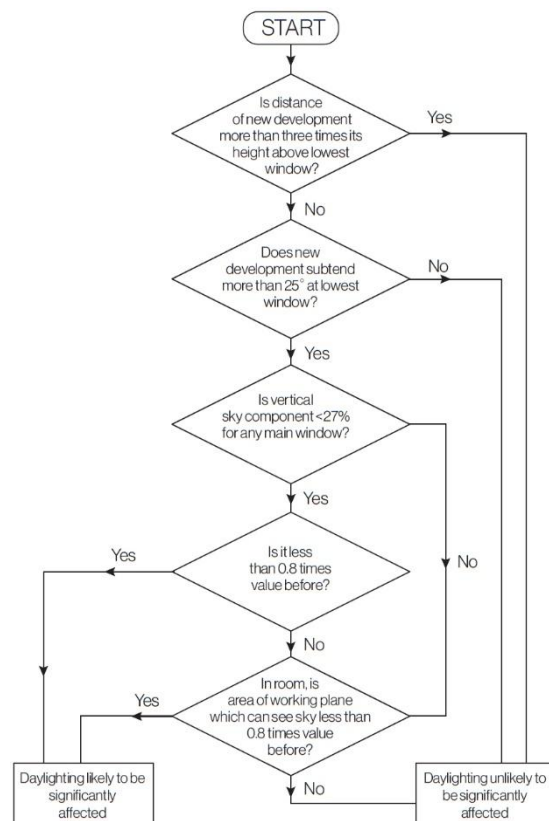 START
Is distance
of new development
more than three times its
height above lowest
window?
Yes
No
Does new
development subtend
more than 25° at lowest
window?
No
Yes
Is vertical
sky component <27%
for any main window?
Yes
No
Is it less
than 0.8 times
value before?
Yes
No
In room, is
area of working plane
which can see sky less than
0.8 times value
before?
Yes
No
Daylighting likely to be
significantly
affected
Daylighting unlikely to
be significantly
affected